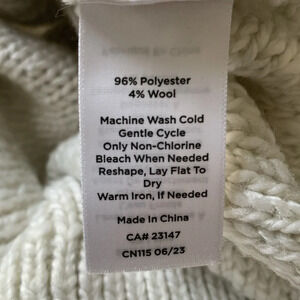 96% Polyester
4% Wool
Machine Wash Cold
Gentle Cycle
Only Non-Chlorine
Bleach When Needed
Reshape, Lay Flat To
Dry
Warm Iron, If Needed
Made In China
CA# 23147
CN115 06/23